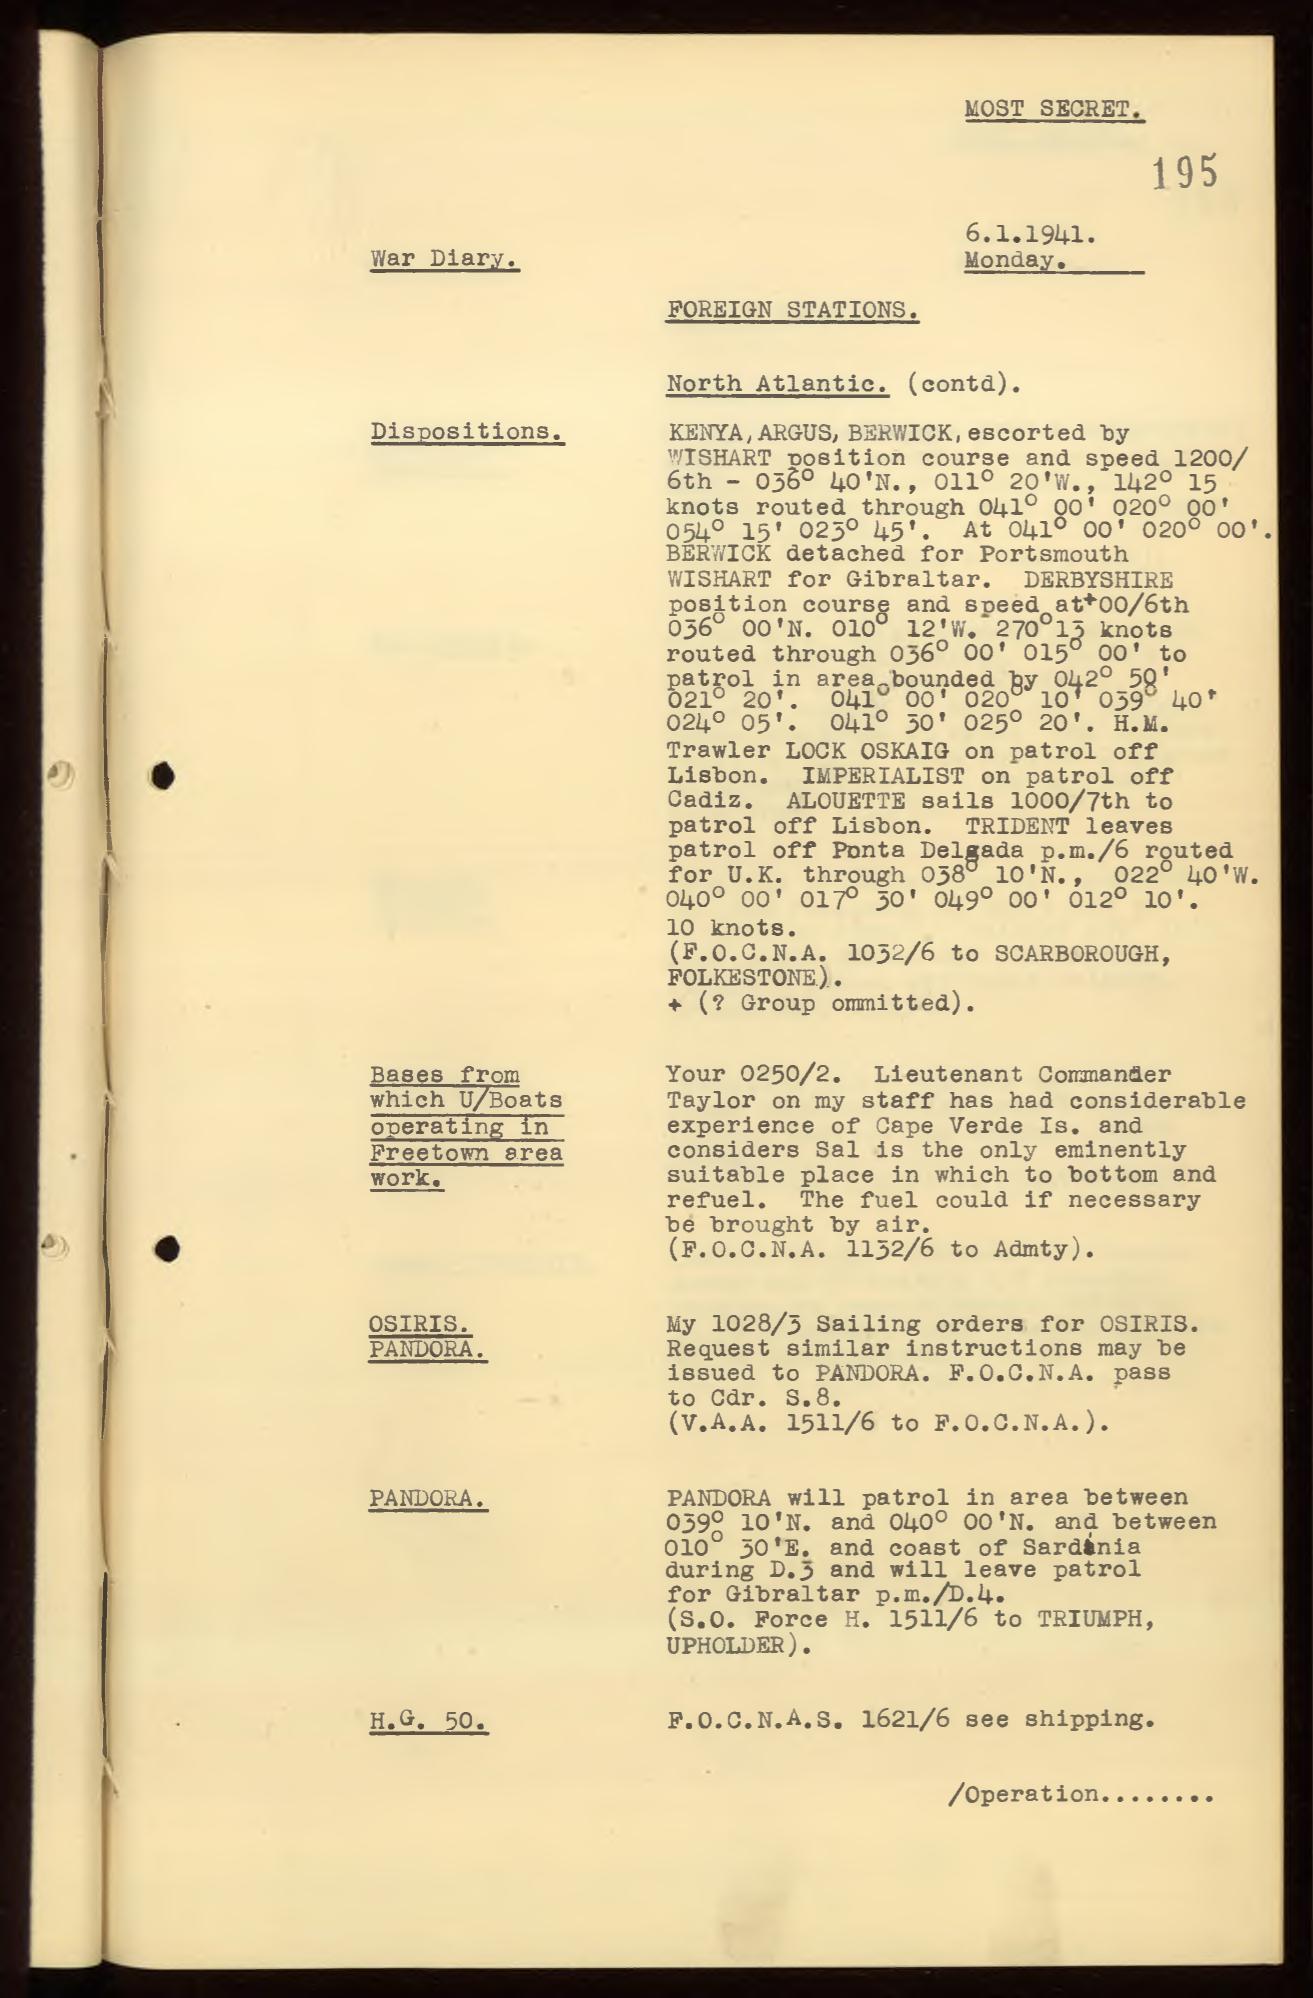 MOST SECRET.
195
6.1.1941.
War Diary.
Monday.
FOREIGN STATIONS.
North Atlantic. (contd).
Dispositions.
KENYA, ARGUS, BERWICK, escorted by
WISHART position course and speed 1200/
6th - 036° 40'N., 011° 20'W., 142° 15
knots routed through 041° 00' 020° 00'
054° 15' 023° 45'. At 041° 00' 020° 00'.
BERWICK detached for Portsmouth
WISHART for Gibraltar. DERBYSHIRE
position course and speed at+00/6th
036° 00'N. 010° 12'W. 270°13 knots
routed through 036° 00' 015° 00' to
patrol in area bounded by 042° 50'
021° 20'. 041° 00' 020° 10' 039° 40'
024° 05'. 041° 30' 025° 20'. H.M.
Trawler LOCK OSKAIG on patrol off
Lisbon. IMPERIALIST on patrol off
Cadiz. ALOUETTE sails 1000/7th to
patrol off Lisbon. TRIDENT leaves
patrol off Ponta Delgada p.m./6 routed
for U.K. through 038° 10'N., 022° 40'W.
040° 00' 017° 30' 049° 00' 012° 10'.
10 knots.
(F.O.C.N.A. 1032/6 to SCARBOROUGH,
FOLKESTONE).
+ (? Group ommitted).
Bases from
which U/Boats
operating in
Freetown area
work.
Your 0250/2. Lieutenant Commander
Taylor on my staff has had considerable
experience of Cape Verde Is. and
considers Sal is the only eminently
suitable place in which to bottom and
refuel. The fuel could if necessary
be brought by air.
(F.O.C.N.A. 1132/6 to Admty).
OSIRIS.
PANDORA.
My 1028/3 Sailing orders for OSIRIS.
Request similar instructions may be
issued to PANDORA. F.O.C.N.A. pass
to Cdr. S.8.
(V.A.A. 1511/6 to F.O.C.N.A.).
PANDORA.
PANDORA will patrol in area between
039° 10'N. and 040° 00'N. and between
010° 30'E. and coast of Sardinia
during D.3 and will leave patrol
for Gibraltar p.m./D.4.
(S.O. Force H. 1511/6 to TRIUMPH,
UPHOLDER).
H.G. 50.
F.O.C.N.A.S. 1621/6 see shipping.
/Operation........